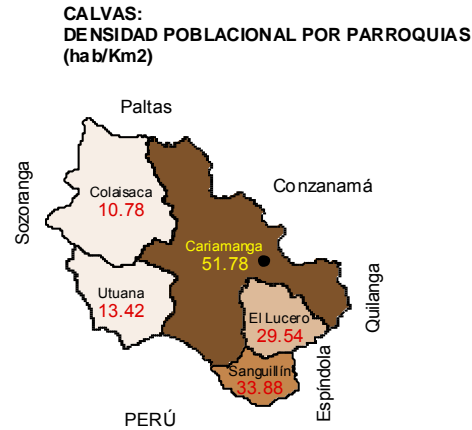 CALVAS:
DENSIDAD POBLACIONAL POR PARROQUIAS
(hab/Km2)
Paltas
Sozoranga
Colaisaca
10.78
Conzanamá
Cariamanga
51.78
Quilanga
Utuana
13.42
El Lucero
29.54
Espíndola
Sanguillín
33.88
PERÚ